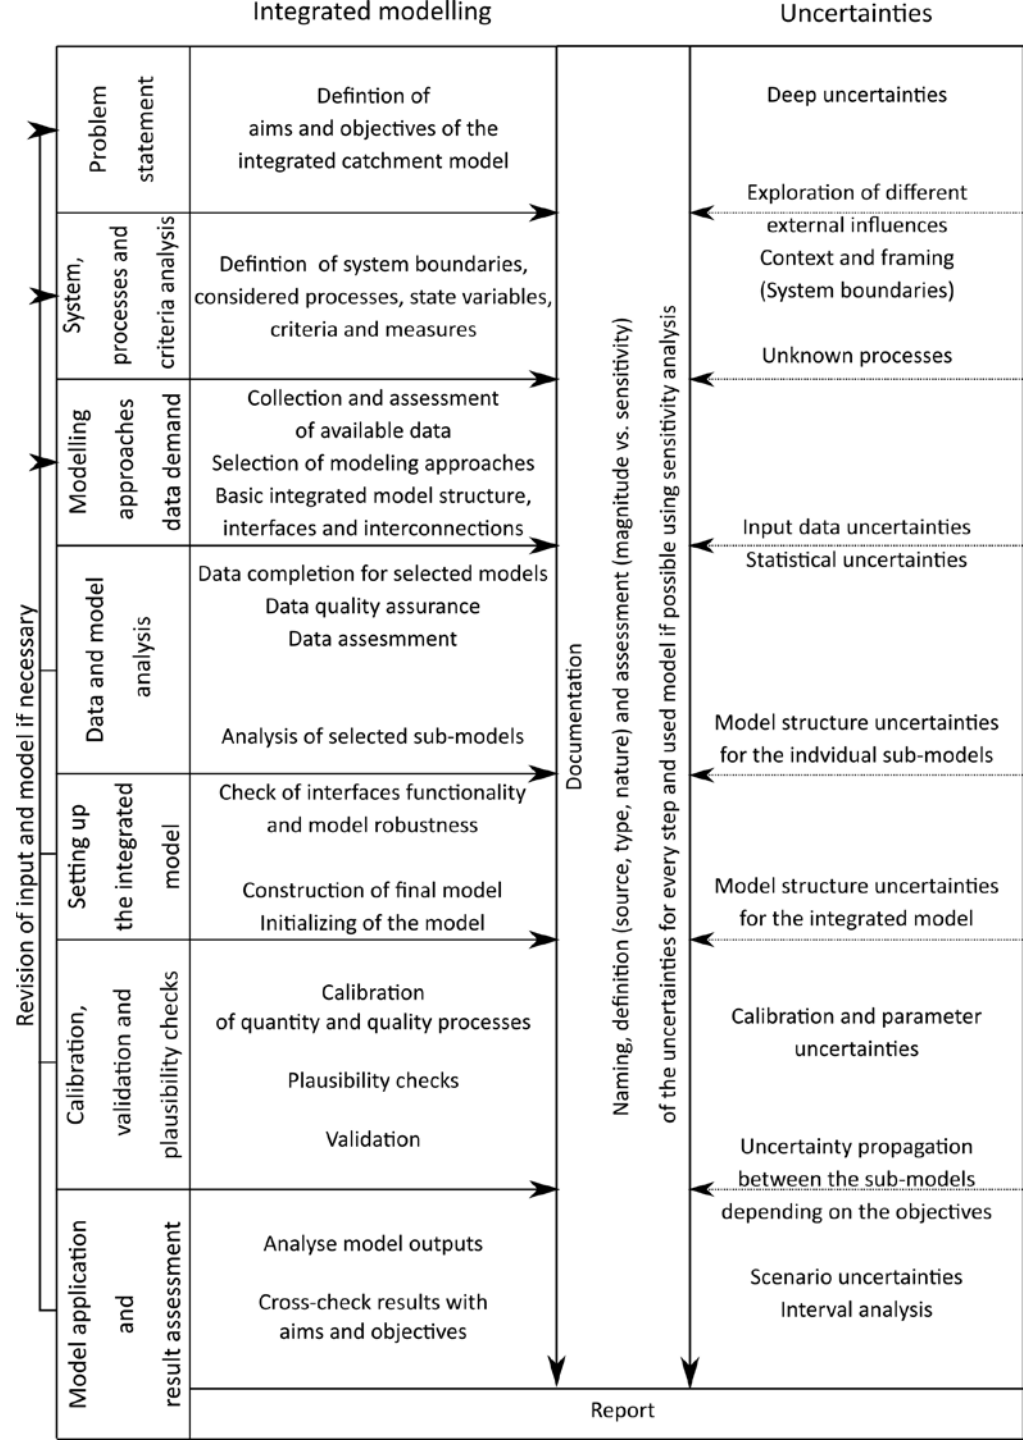 Integrated modelling
Uncertainties
Problem
statement
Defintion of
aims and objectives of the
integrated catchment model
Deep uncertainties
Exploration of different
external influences
Context and framing
(System boundaries)
System,
processes and
criteria analysis
Defintion of system boundaries,
considered processes, state variables,
criteria and measures
Unknown processes
Modelling
approaches
data demand
Collection and assessment
of available data
Selection of modeling approaches
Basic integrated model structure,
interfaces and interconnections
Input data uncertainties
Statistical uncertainties
Data and model
analysis
Data completion for selected models
Data quality assurance
Data assesmment
Analysis of selected sub-models
Model structure uncertainties
for the indvidual sub-models
Setting up
the integrated
model
Check of interfaces functionality
and model robustness
Construction of final model
Initializing of the model
Model structure uncertainties
for the integrated model
Calibration,
validation and
plausibility checks
Calibration
of quantity and quality processes
Plausibility checks
Validation
Calibration and parameter
uncertainties
Uncertainty propagation
between the sub-models
depending on the objectives
Model application
and
result assessment
Analyse model outputs
Cross-check results with
aims and objectives
Scenario uncertainties
Interval analysis
Revision of input and model if necessary
Documentation
Naming, definition (source, type, nature) and assessment (magnitude vs. sensitivity)
of the uncertainties for every step and used model if possible using sensitivity analysis
Report